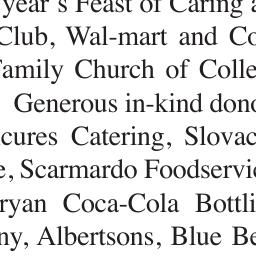 year's Feast of Caring a
Club, Wal-mart and Co
Family Church of Colle
Generous in-kind dono
cures Catering, Slovac
e, Scarmardo Foodservic
ryan Coca-Cola Bottli
ny, Albertsons, Blue Be